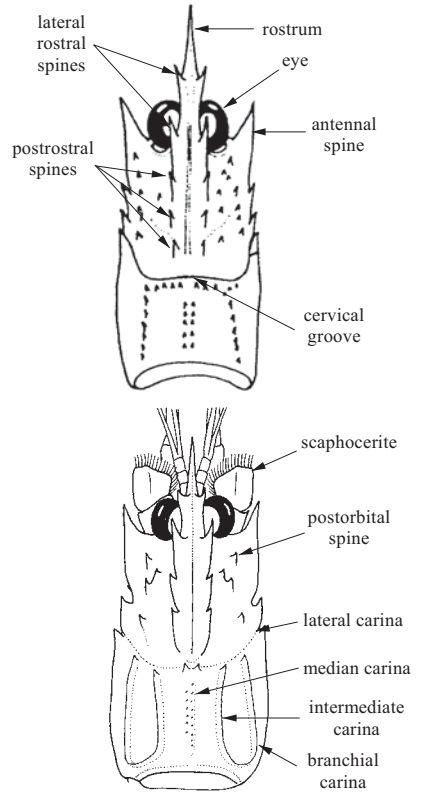 lateral
rostral
spines
rostrum
eye
antennal
spine
postrostral
spines
cervical
groove
scaphocerite
postorbital
spine
lateral carina
median carina
intermediate
carina
branchial
carina